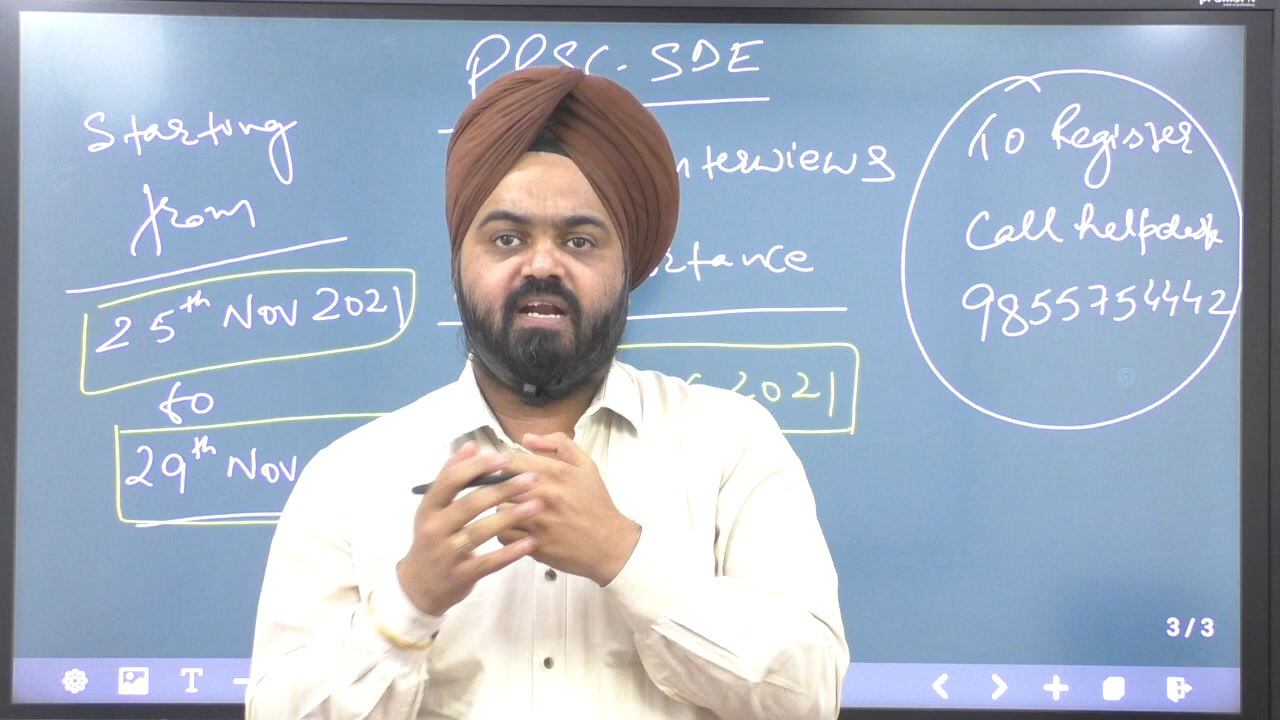 PPSC. SDE
Starting
from
25th Nov 2021
to
29th Nov
nterviews
rtance
2021
To Register
Call helpdesk
9855754442
3/3
T